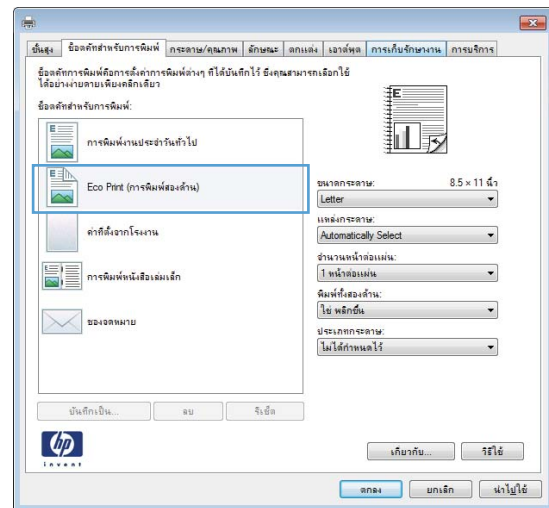 ขั้นสูง ช็อตคัทสำหรับการพิมพ์ กระดาษ/คุณภาพ ลักษณะ ตกแต่ง เอาต์พุต การเก็บรักษางาน การบริการ
ช็อตคัทการพิมพ์คือการตั้งค่าการพิมพ์ต่างๆ ที่ได้บันทึกไว้ ซึ่งคุณสามารถเลือกใช้
ได้อย่างง่ายดายเพียงคลิกเดียว
ช็อตคัทสำหรับการพิมพ์:
การพิมพ์งานประจำวันทั่วไป
Eco Print (การพิมพ์สองด้าน)
ค่าที่ตั้งจากโรงงาน
การพิมพ์หนังสือเล่มเล็ก
ซองจดหมาย
ขนาดกระดาษ: 8.5 × 11 นิ้ว
Letter
แหล่งกระดาษ:
Automatically Select
จำนวนหน้าต่อแผ่น:
1 หน้าต่อแผ่น
พิมพ์ทั้งสองด้าน:
ใช่ พลิกขึ้น
ประเภทกระดาษ:
ไม่ได้กำหนดไว้
บันทึกเป็น... ลบ รีเซ็ต
hp
invent
เกี่ยวกับ... วิธีใช้
ตกลง ยกเลิก นำไปใช้